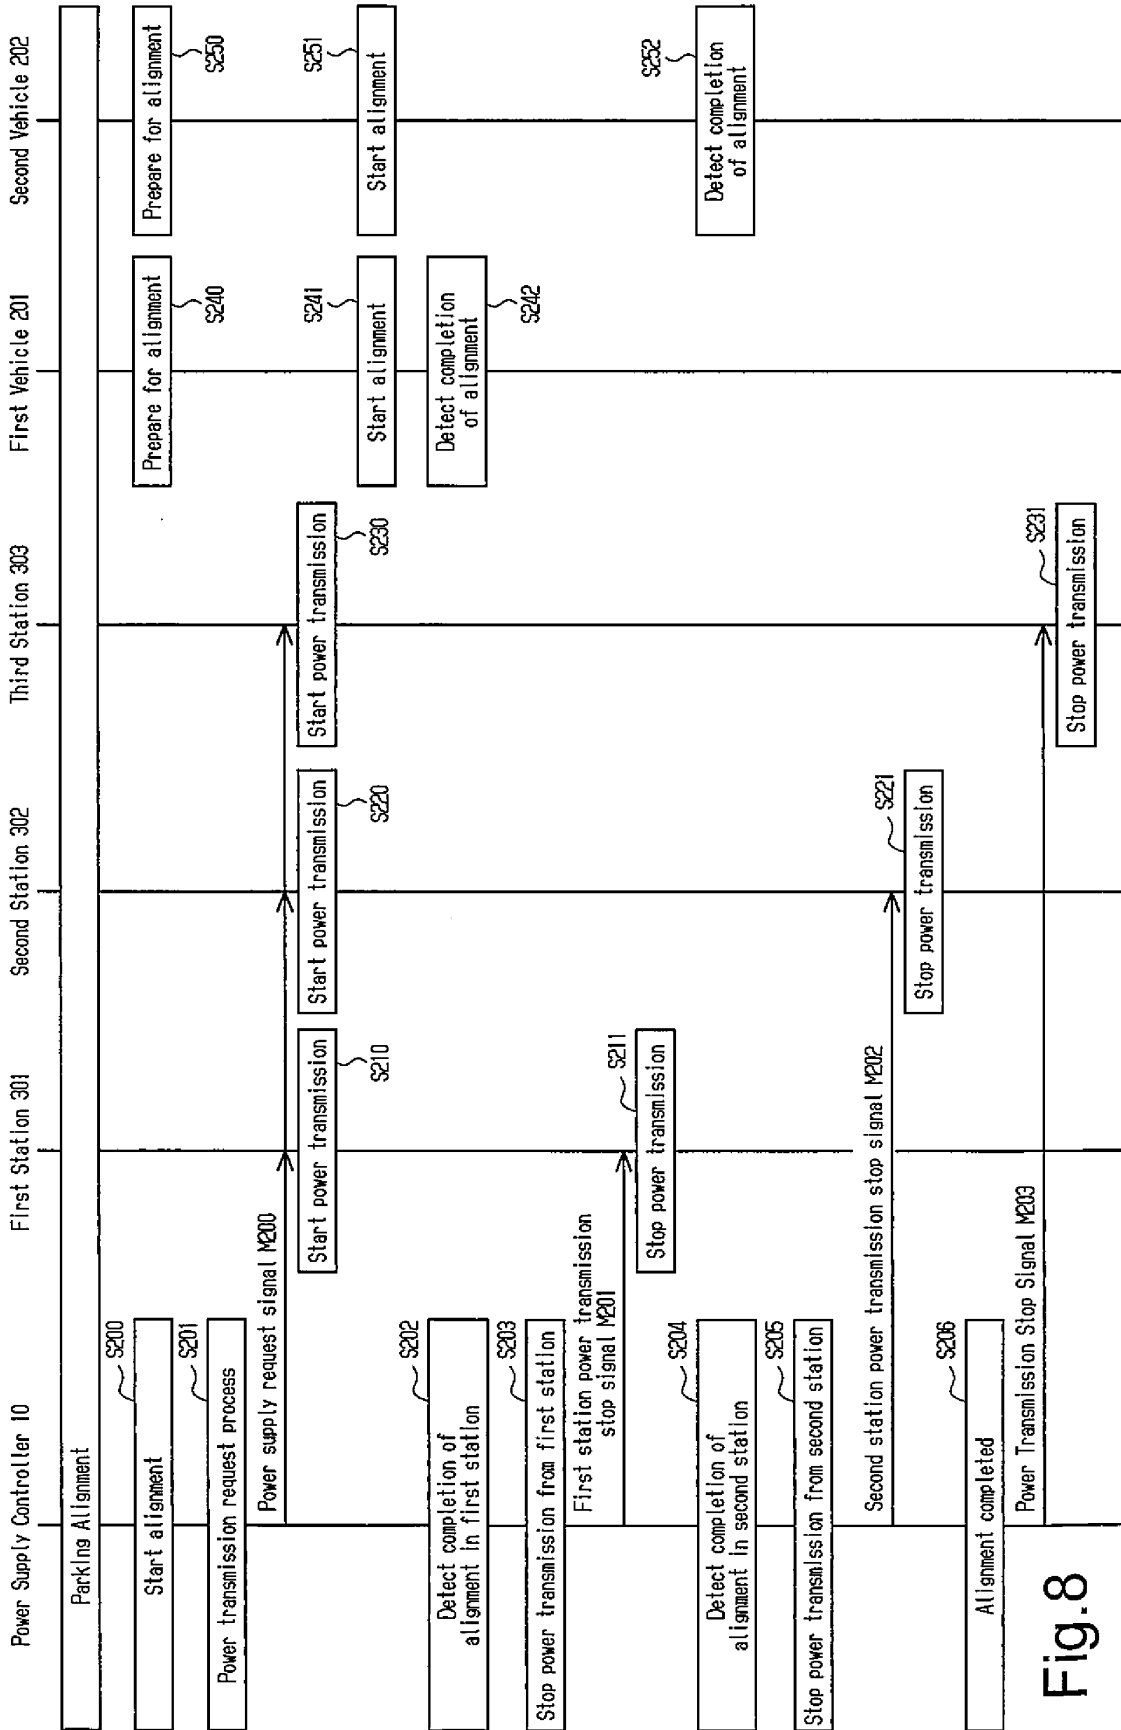 Power Supply Controller 10
First Station 301
Second Station 302
Third Station 303
First Vehicle 201
Second Vehicle 202
Parking Alignment
Start alignment
S200
Prepare for alignment
S240
Prepare for alignment
S250
Power transmission request process
S201
Power supply request signal M200
Start power transmission
S210
Start power transmission
S220
Start power transmission
S230
Start alignment
S241
Start alignment
S251
Detect completion of
alignment in first station
S202
Detect completion
of alignment
S242
Stop power transmission from first station
S203
First station power transmission
stop signal M201
Stop power transmission
S211
Detect completion of
alignment in second station
S204
Detect completion
of alignment
S252
Stop power transmission from second station
S205
Second station power transmission stop signal M202
Stop power transmission
S221
Alignment completed
S206
Power Transmission Stop Signal M203
Stop power transmission
S231
Fig.8